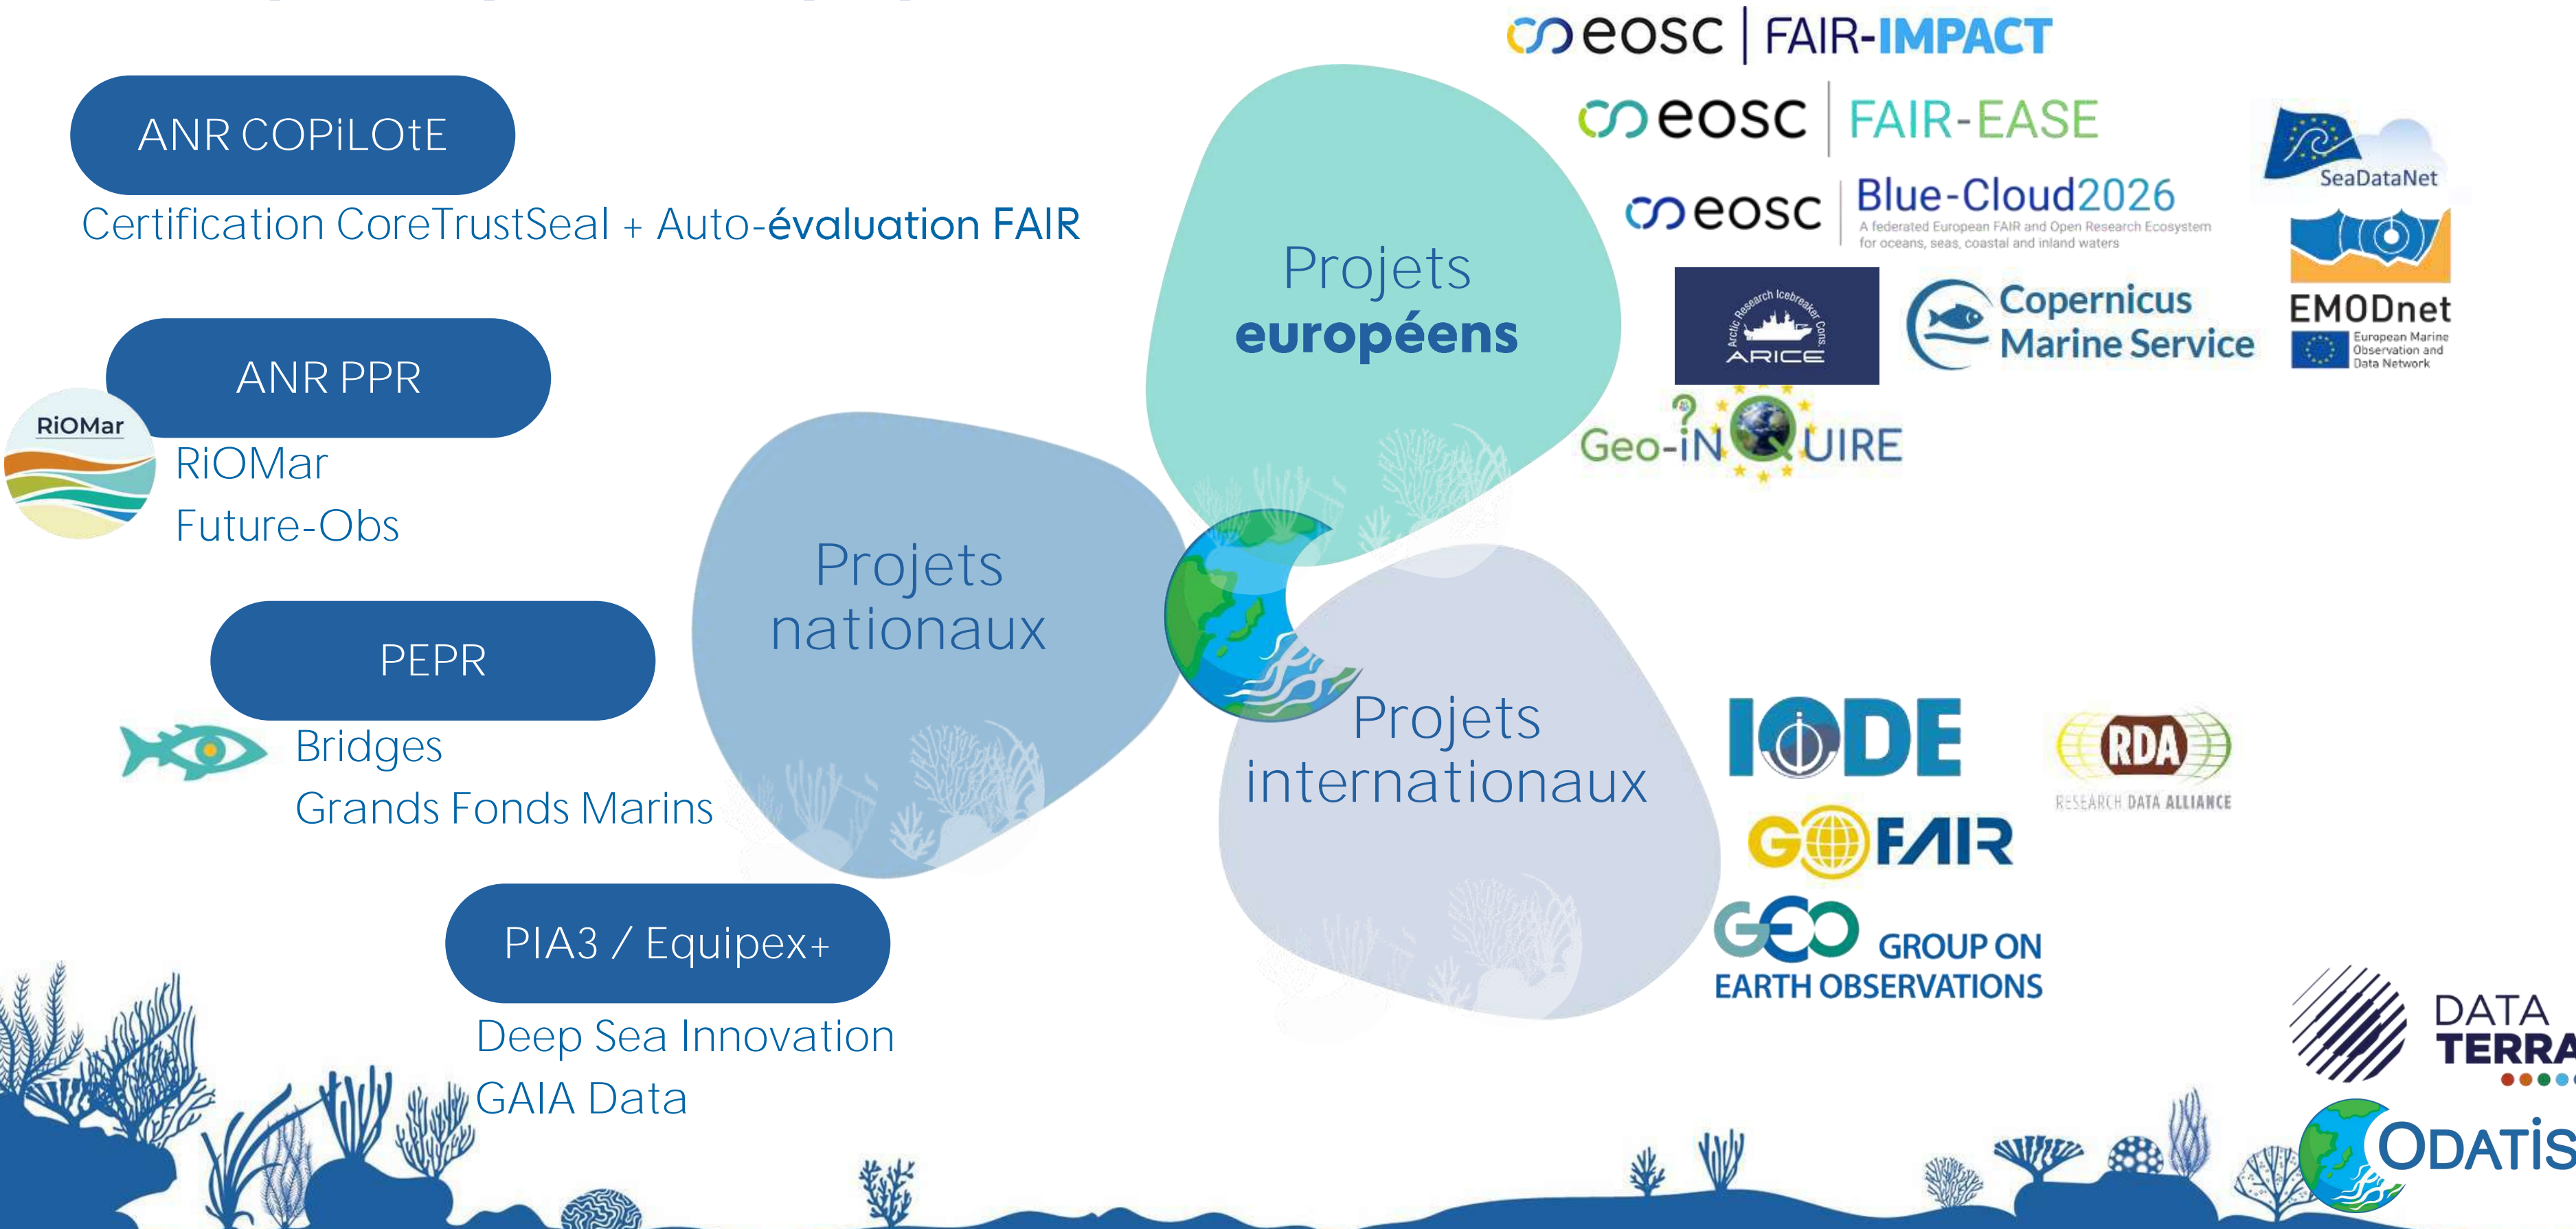 ANR COPiLOtE
Certification CoreTrustSeal + Auto-évaluation FAIR
ANR PPR
RiOMar
RiOMar
Future-Obs
PEPR
Bridges
Grands Fonds Marins
PIA3 / Equipex+
Deep Sea Innovation
GAIA Data
Projets
nationaux
Projets
européens
Projets
internationaux
eosc | FAIR-IMPACT
eosc | FAIR-EASE
eosc | Blue-Cloud2026
A federated European FAIR and Open Research Ecosystem
for oceans, seas, coastal and inland waters
SeaDataNet
EMODnet
European Marine
Observation and
Data Network
Arctic Research Icebreaker Cons.
ARICE
Copernicus
Marine Service
Geo-iNQUIRE
IODE
RDA
RESEARCH DATA ALLIANCE
GO FAIR
GEO GROUP ON
EARTH OBSERVATIONS
DATA
TERRA
ODATiS